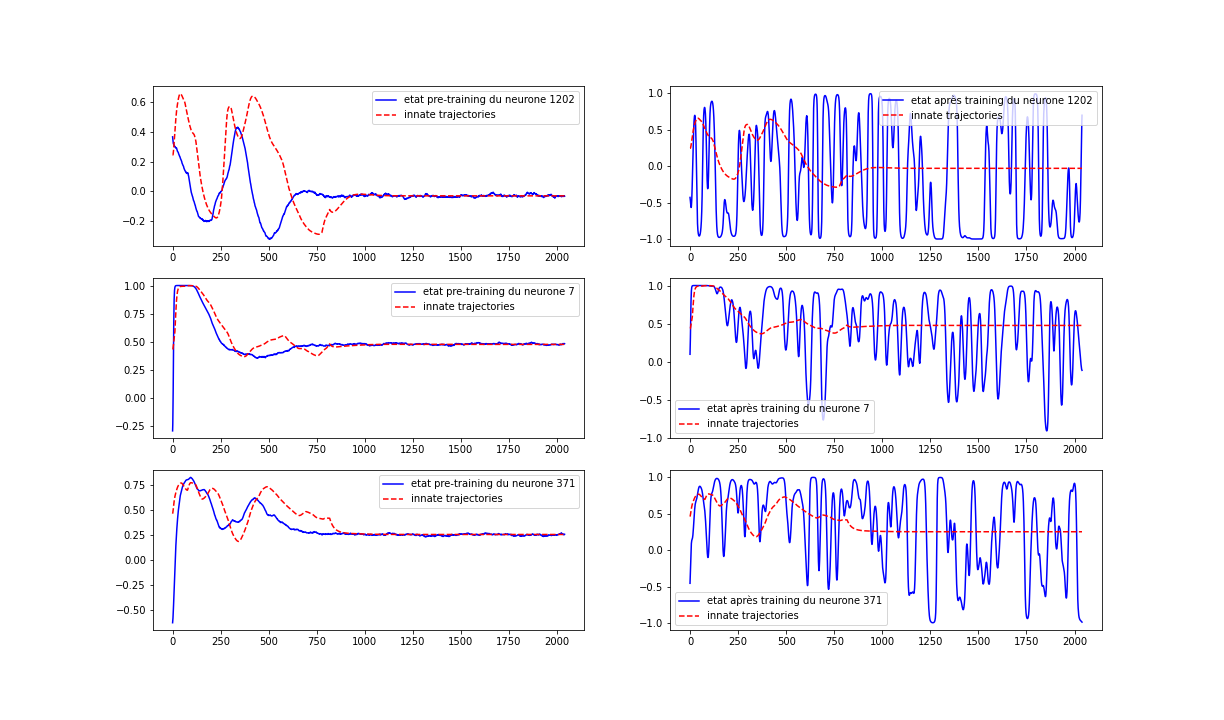 etat pre-training du neurone 1202
innate trajectories
0.6
0.4
0.2
0.0
−0.2
0 250 500 750 1000 1250 1500 1750 2000
etat après training du neurone 1202
innate trajectories
1.0
0.5
0.0
−0.5
−1.0
0 250 500 750 1000 1250 1500 1750 2000
etat pre-training du neurone 7
innate trajectories
1.00
0.75
0.50
0.25
0.00
−0.25
0 250 500 750 1000 1250 1500 1750 2000
1.0
0.5
0.0
−0.5
−1.0
etat après training du neurone 7
innate trajectories
0 250 500 750 1000 1250 1500 1750 2000
etat pre-training du neurone 371
innate trajectories
0.75
0.50
0.25
0.00
−0.25
−0.50
0 250 500 750 1000 1250 1500 1750 2000
1.0
0.5
0.0
−0.5
−1.0
etat après training du neurone 371
innate trajectories
0 250 500 750 1000 1250 1500 1750 2000